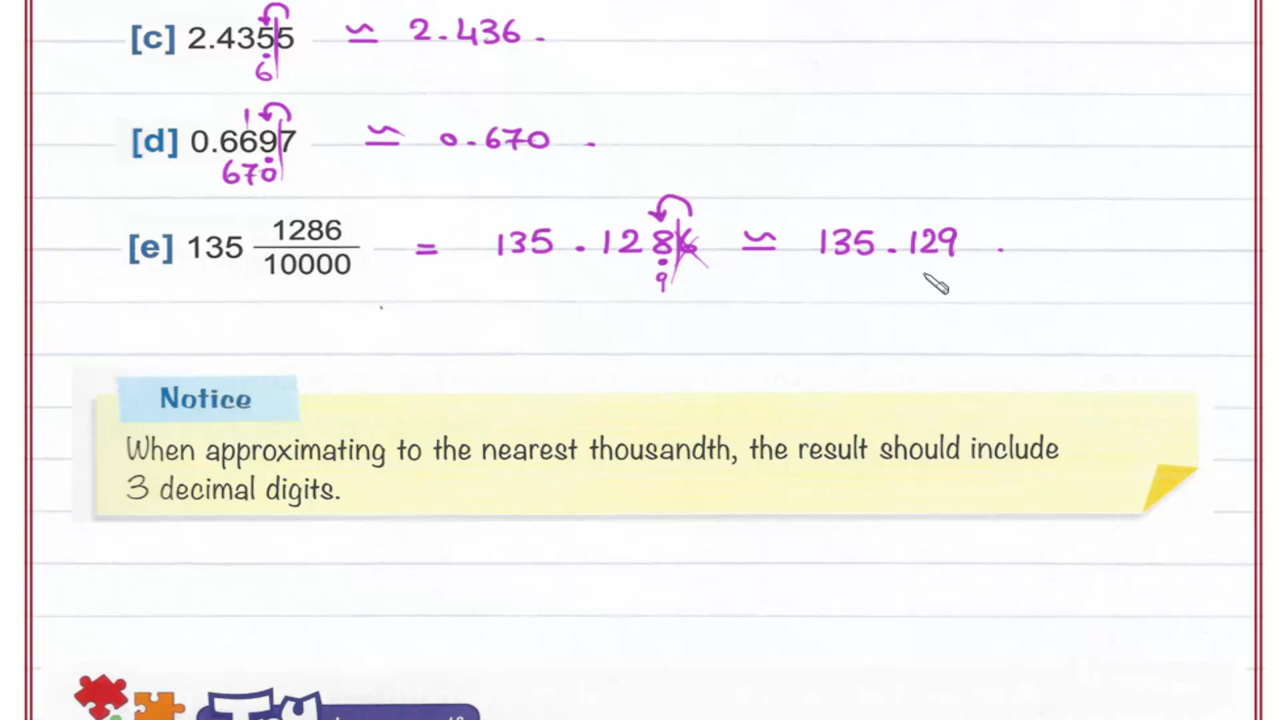 [c] 2.4355 ≃ 2.436 .
6
1
[d] 0.6697 ≃ 0.670 .
670
[e] 135 1286/10000 = 135 . 1286 ≃ 135 . 129 .
9
Notice
When approximating to the nearest thousandth, the result should include
3 decimal digits.